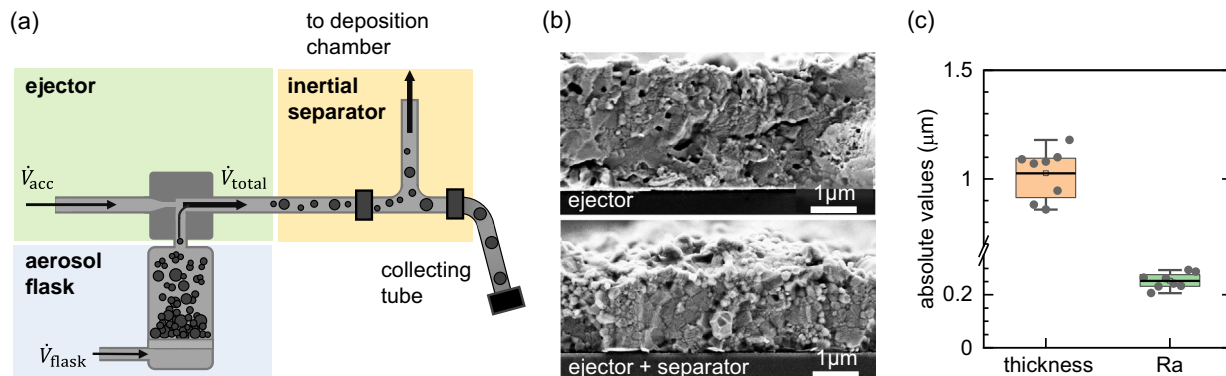 (a)
to deposition
chamber
ejector
inertial
separator
V̇acc
V̇total
aerosol
flask
collecting
tube
V̇flask
(b)
ejector
1µm
ejector + separator
1µm
(c)
absolute values (µm)
1.5
1
0.2
0
thickness
Ra